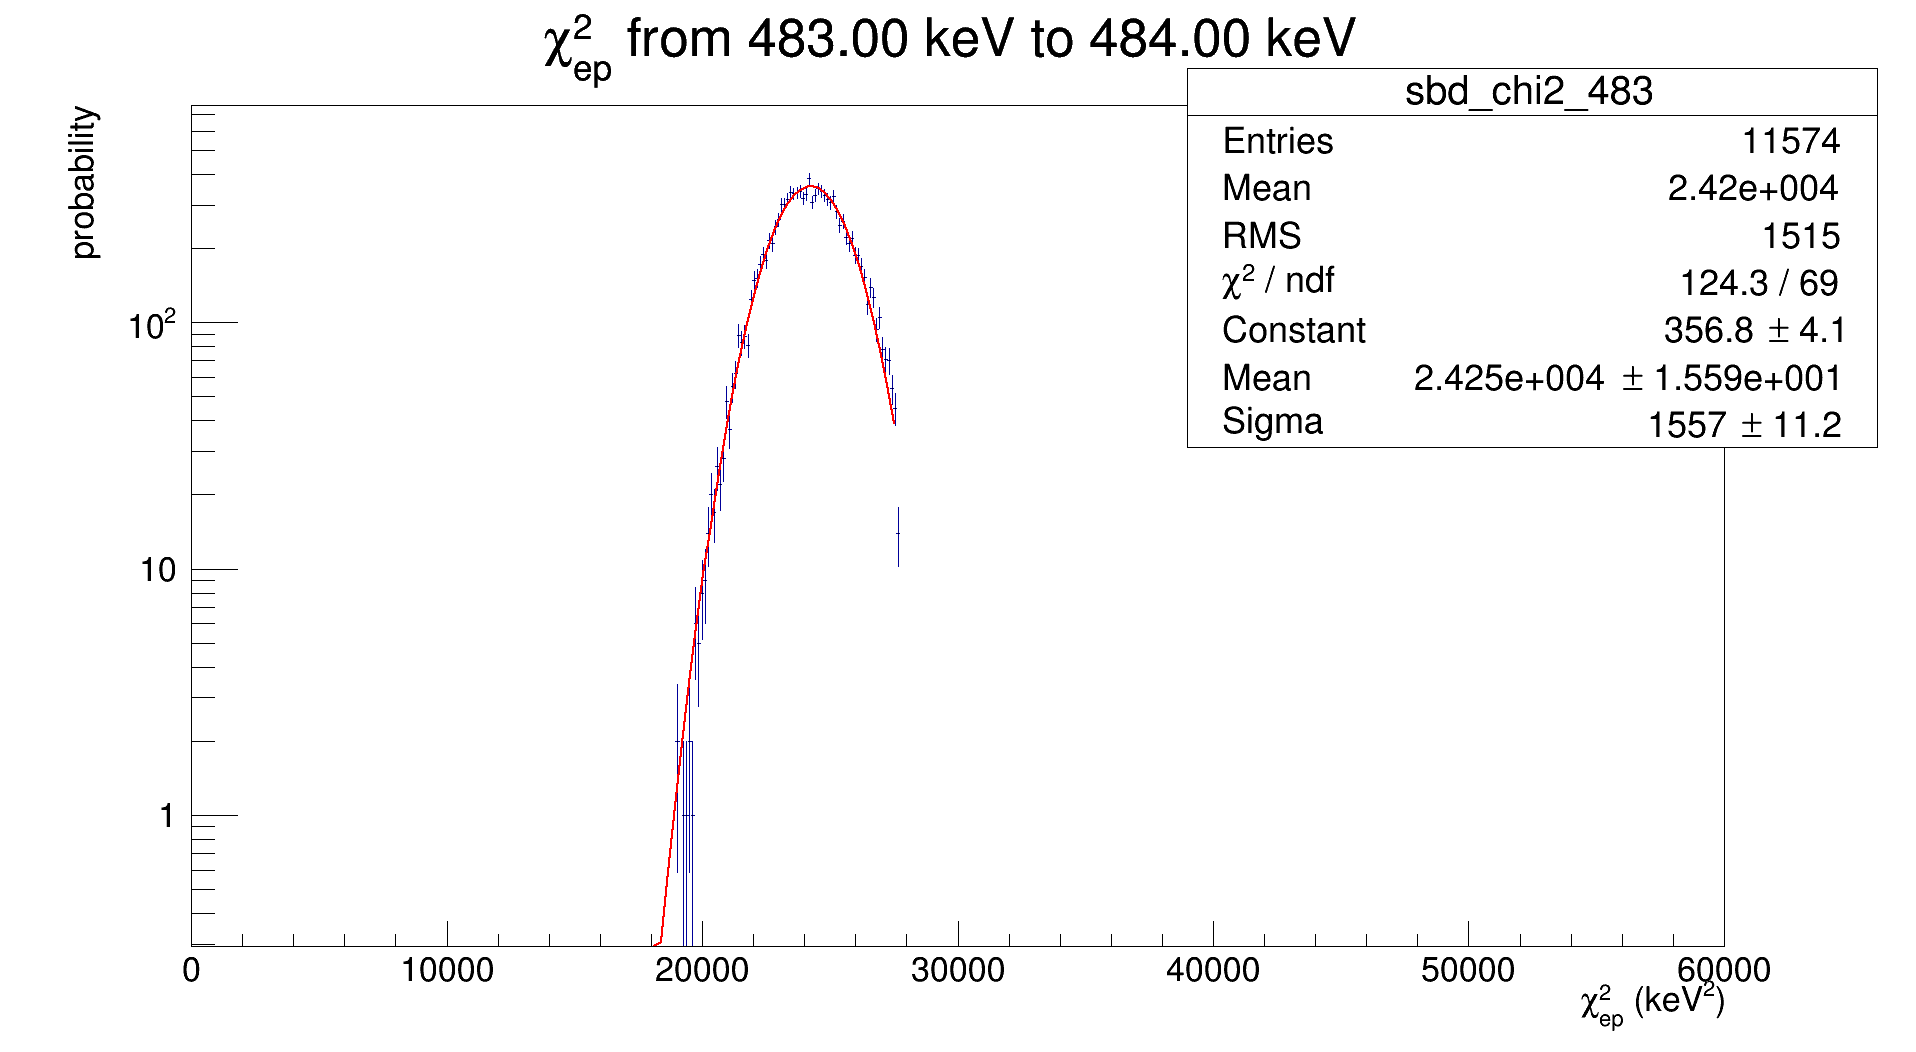 χ²ep from 483.00 keV to 484.00 keV
probability
sbd_chi2_483
Entries 11574
Mean 2.42e+004
RMS 1515
χ² / ndf 124.3 / 69
Constant 356.8 ± 4.1
Mean 2.425e+004 ± 1.559e+001
Sigma 1557 ± 11.2
10²
10
1
0 10000 20000 30000 40000 50000 60000
χ²ep (keV²)